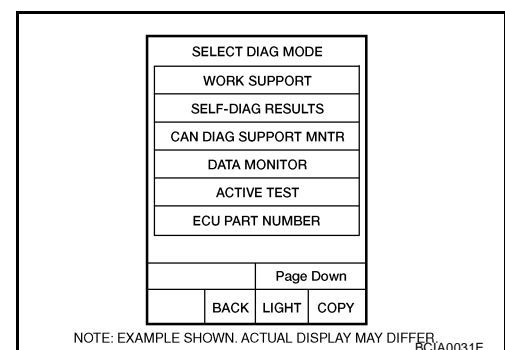 SELECT DIAG MODE
WORK SUPPORT
SELF-DIAG RESULTS
CAN DIAG SUPPORT MNTR
DATA MONITOR
ACTIVE TEST
ECU PART NUMBER
Page Down
BACK LIGHT COPY
NOTE: EXAMPLE SHOWN. ACTUAL DISPLAY MAY DIFFER.
BCIA0031E